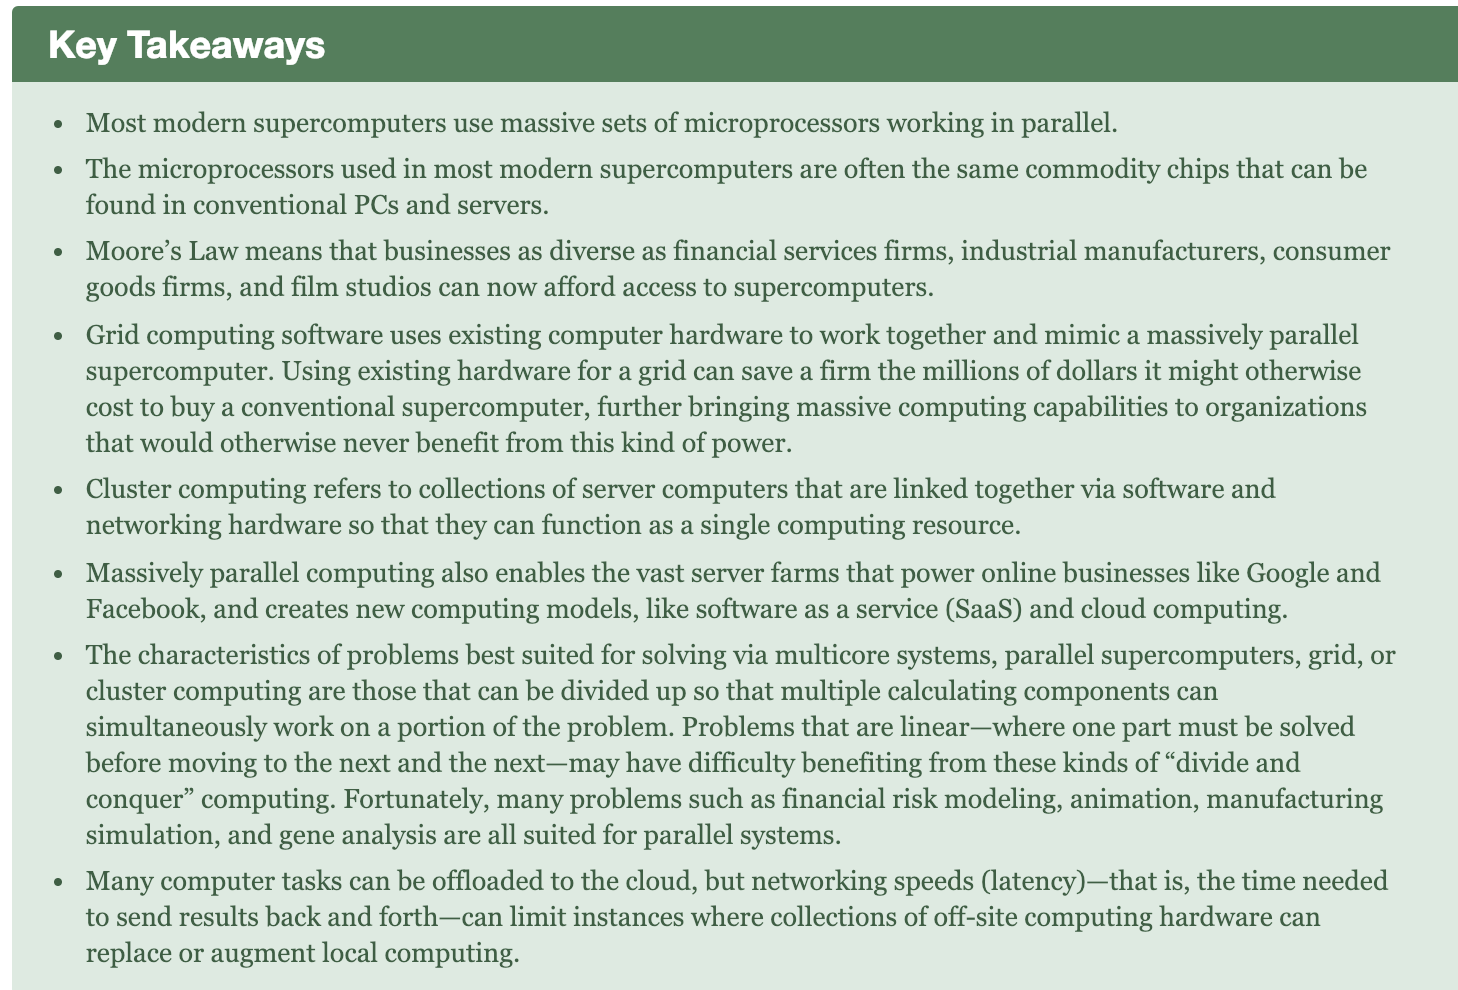 Key Takeaways
• Most modern supercomputers use massive sets of microprocessors working in parallel.
• The microprocessors used in most modern supercomputers are often the same commodity chips that can be
found in conventional PCs and servers.
• Moore’s Law means that businesses as diverse as financial services firms, industrial manufacturers, consumer
goods firms, and film studios can now afford access to supercomputers.
• Grid computing software uses existing computer hardware to work together and mimic a massively parallel
supercomputer. Using existing hardware for a grid can save a firm the millions of dollars it might otherwise
cost to buy a conventional supercomputer, further bringing massive computing capabilities to organizations
that would otherwise never benefit from this kind of power.
• Cluster computing refers to collections of server computers that are linked together via software and
networking hardware so that they can function as a single computing resource.
• Massively parallel computing also enables the vast server farms that power online businesses like Google and
Facebook, and creates new computing models, like software as a service (SaaS) and cloud computing.
• The characteristics of problems best suited for solving via multicore systems, parallel supercomputers, grid, or
cluster computing are those that can be divided up so that multiple calculating components can
simultaneously work on a portion of the problem. Problems that are linear—where one part must be solved
before moving to the next and the next—may have difficulty benefiting from these kinds of “divide and
conquer” computing. Fortunately, many problems such as financial risk modeling, animation, manufacturing
simulation, and gene analysis are all suited for parallel systems.
• Many computer tasks can be offloaded to the cloud, but networking speeds (latency)—that is, the time needed
to send results back and forth—can limit instances where collections of off-site computing hardware can
replace or augment local computing.